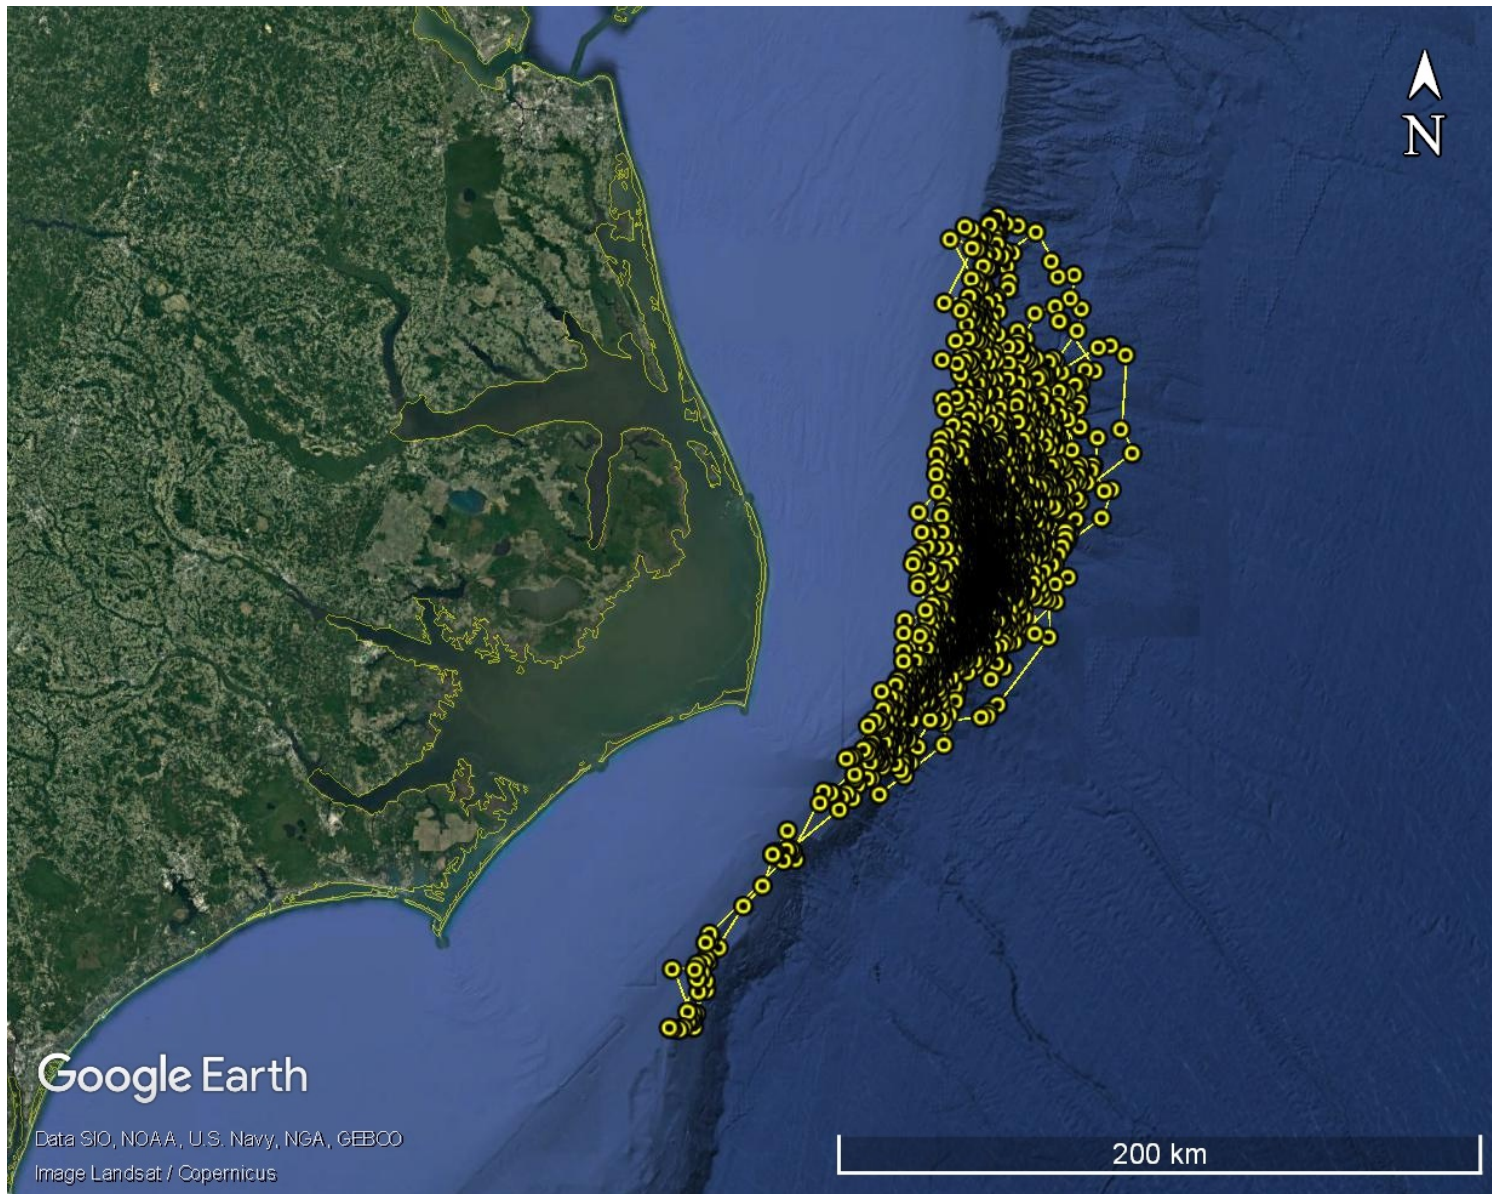 N
Google Earth
Data SIO, NOAA, U.S. Navy, NGA, GEBCO
Image Landsat / Copernicus
200 km